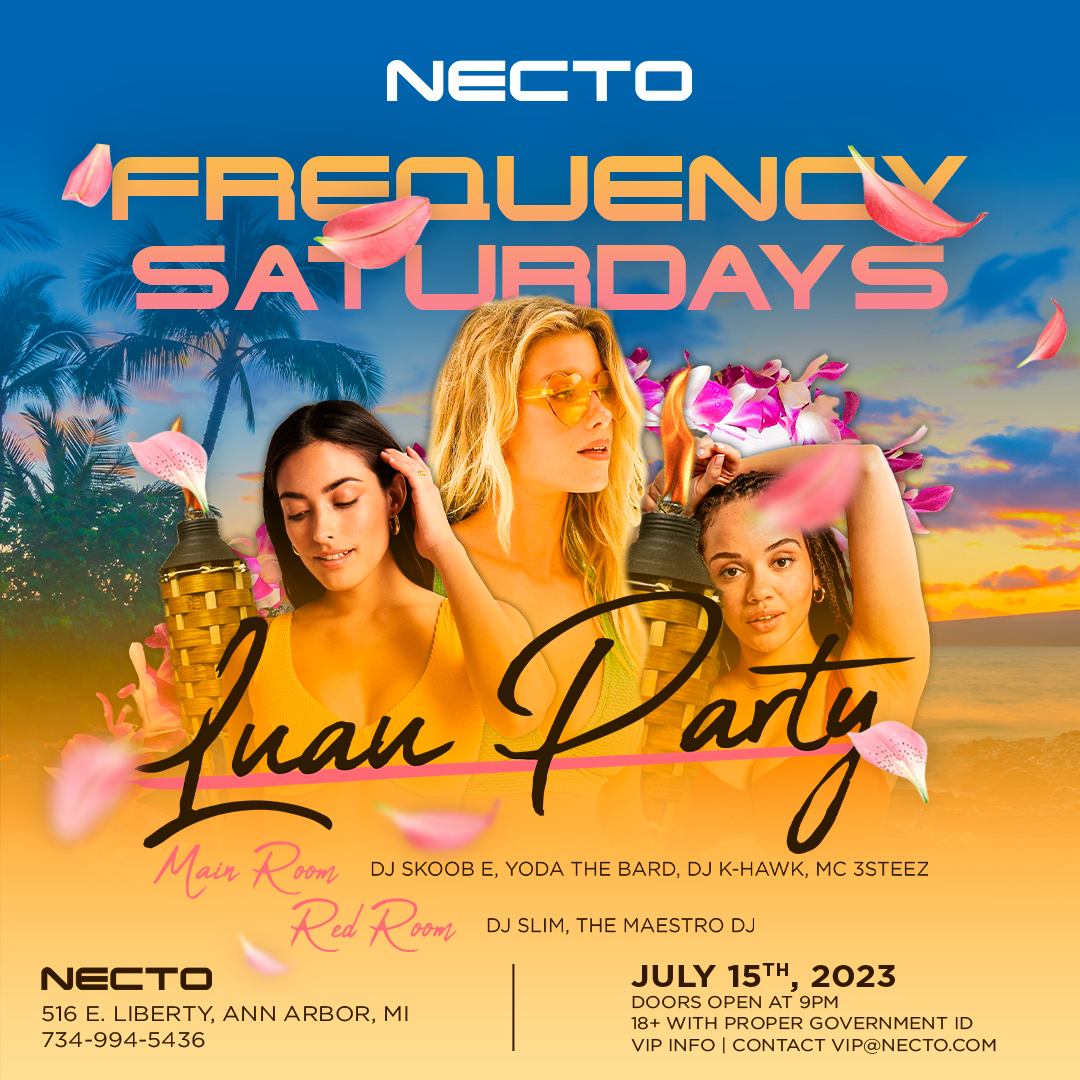 NECTO
FREQUENCY
SATURDAYS
Luau Party
Main Room DJ SKOOB E, YODA THE BARD, DJ K-HAWK, MC 3STEEZ
Red Room DJ SLIM, THE MAESTRO DJ
NECTO
516 E. LIBERTY, ANN ARBOR, MI
734-994-5436
JULY 15TH, 2023
DOORS OPEN AT 9PM
18+ WITH PROPER GOVERNMENT ID
VIP INFO | CONTACT VIP@NECTO.COM